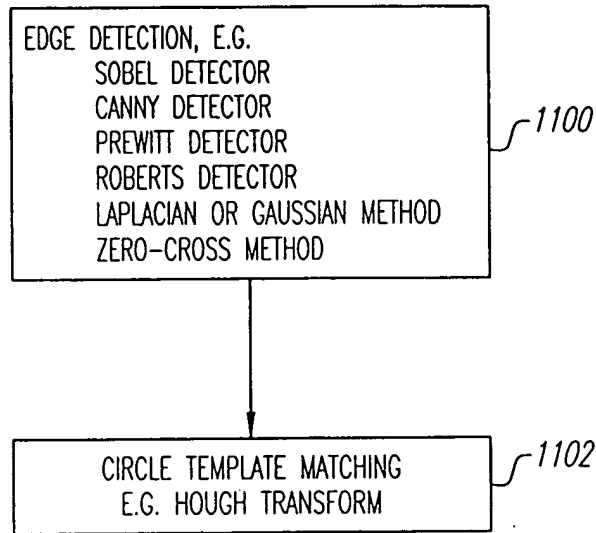 EDGE DETECTION, E.G.
SOBEL DETECTOR
CANNY DETECTOR
PREWITT DETECTOR
ROBERTS DETECTOR
LAPLACIAN OR GAUSSIAN METHOD
ZERO-CROSS METHOD
1100
CIRCLE TEMPLATE MATCHING
E.G. HOUGH TRANSFORM
1102